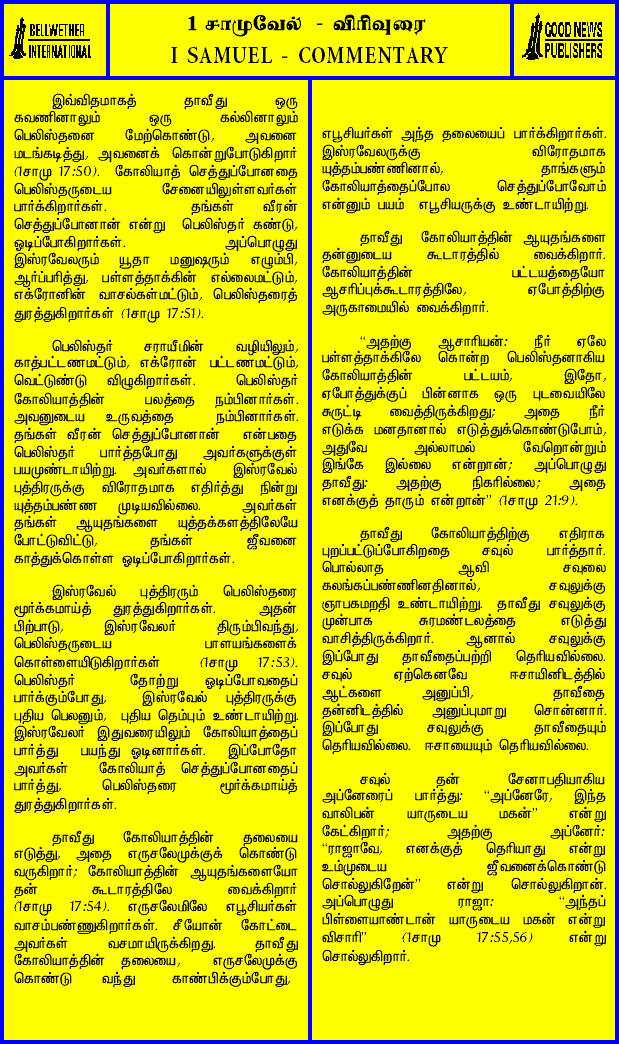 BELLWETHER
INTERNATIONAL
1 சாமுவேல் - விரிவுரை
I SAMUEL - COMMENTARY
GOOD NEWS
PUBLISHERS
இவ்விதமாகத் தாவீது ஒரு
கவணினாலும் ஒரு கல்லினாலும்
பெலிஸ்தனை மேற்கொண்டு, அவனை
மடங்கடித்து, அவனைக் கொன்றுபோடுகிறார்
(1சாமு 17:50). கோலியாத் செத்துப்போனதை
பெலிஸ்தருடைய சேனையிலுள்ளவர்கள்
பார்க்கிறார்கள். தங்கள் வீரன்
செத்துப்போனான் என்று பெலிஸ்தர் கண்டு,
ஓடிப்போகிறார்கள். அப்பொழுது
இஸ்ரவேலரும் யூதா மனுஷரும் எழும்பி,
ஆர்ப்பரித்து, பள்ளத்தாக்கின் எல்லைமட்டும்,
எக்ரோனின் வாசல்கள்மட்டும், பெலிஸ்தரைத்
துரத்துகிறார்கள் (1சாமு 17:51).
பெலிஸ்தர் சராயீமின் வழியிலும்,
காத்பட்டணமட்டும், எக்ரோன் பட்டணமட்டும்,
வெட்டுண்டு விழுகிறார்கள். பெலிஸ்தர்
கோலியாத்தின் பலத்தை நம்பினார்கள்.
அவனுடைய உருவத்தை நம்பினார்கள்.
தங்கள் வீரன் செத்துப்போனான் என்பதை
பெலிஸ்தர் பார்த்தபோது அவர்களுக்குள்
பயமுண்டாயிற்று. அவர்களால் இஸ்ரவேல்
புத்திரருக்கு விரோதமாக எதிர்த்து நின்று
யுத்தம்பண்ண முடியவில்லை. அவர்கள்
தங்கள் ஆயுதங்களை யுத்தக்களத்திலேயே
போட்டுவிட்டு, தங்கள் ஜீவனை
காத்துக்கொள்ள ஓடிப்போகிறார்கள்.
இஸ்ரவேல் புத்திரரும் பெலிஸ்தரை
மூர்க்கமாய்த் துரத்துகிறார்கள். அதன்
பிற்பாடு, இஸ்ரவேலர் திரும்பிவந்து,
பெலிஸ்தருடைய பாளயங்களைக்
கொள்ளையிடுகிறார்கள் (1சாமு 17:53).
பெலிஸ்தர் தோற்று ஓடிப்போவதைப்
பார்க்கும்போது, இஸ்ரவேல் புத்திரருக்கு
புதிய பெலனும், புதிய தெம்பும் உண்டாயிற்று.
இஸ்ரவேலர் இதுவரையிலும் கோலியாத்தைப்
பார்த்து பயந்து ஓடினார்கள். இப்போதோ
அவர்கள் கோலியாத் செத்துப்போனதைப்
பார்த்து, பெலிஸ்தரை மூர்க்கமாய்த்
துரத்துகிறார்கள்.
தாவீது கோலியாத்தின் தலையை
எடுத்து, அதை எருசலேமுக்குக் கொண்டு
வருகிறார்; கோலியாத்தின் ஆயுதங்களையோ
தன் கூடாரத்திலே வைக்கிறார்
(1சாமு 17:54). எருசலேமிலே எபூசியர்கள்
வாசம்பண்ணுகிறார்கள். சீயோன் கோட்டை
அவர்கள் வசமாயிருக்கிறது. தாவீது
கோலியாத்தின் தலையை, எருசலேமுக்கு
கொண்டு வந்து காண்பிக்கும்போது,
எபூசியர்கள் அந்த தலையைப் பார்க்கிறார்கள்.
இஸ்ரவேலருக்கு விரோதமாக
யுத்தம்பண்ணினால், தாங்களும்
கோலியாத்தைப்போல செத்துப்போவோம்
என்னும் பயம் எபூசியருக்கு உண்டாயிற்று.
தாவீது கோலியாத்தின் ஆயுதங்களை
தன்னுடைய கூடாரத்தில் வைக்கிறார்.
கோலியாத்தின் பட்டயத்தையோ
ஆசரிப்புக்கூடாரத்திலே, ஏபோத்திற்கு
அருகாமையில் வைக்கிறார்.
“அதற்கு ஆசாரியன்: நீர் ஏலே
பள்ளத்தாக்கிலே கொன்ற பெலிஸ்தனாகிய
கோலியாத்தின் பட்டயம், இதோ,
ஏபோத்துக்குப் பின்னாக ஒரு புடவையிலே
சுருட்டி வைத்திருக்கிறது; அதை நீர்
எடுக்க மனதானால் எடுத்துக்கொண்டுபோம்,
அதுவே அல்லாமல் வேறொன்றும்
இங்கே இல்லை என்றான்; அப்பொழுது
தாவீது: அதற்கு நிகரில்லை; அதை
எனக்குத் தாரும் என்றான்” (1சாமு 21:9).
தாவீது கோலியாத்திற்கு எதிராக
புறப்பட்டுப்போகிறதை சவுல் பார்த்தார்.
பொல்லாத ஆவி சவுலை
கலங்கப்பண்ணினதினால், சவுலுக்கு
ஞாபகமறதி உண்டாயிற்று. தாவீது சவுலுக்கு
முன்பாக சுரமண்டலத்தை எடுத்து
வாசித்திருக்கிறார். ஆனால் சவுலுக்கு
இப்போது தாவீதைப்பற்றி தெரியவில்லை.
சவுல் ஏற்கெனவே ஈசாயினிடத்தில்
ஆட்களை அனுப்பி, தாவீதை
தன்னிடத்தில் அனுப்புமாறு சொன்னார்.
இப்போது சவுலுக்கு தாவீதையும்
தெரியவில்லை. ஈசாயையும் தெரியவில்லை.
சவுல் தன் சேனாபதியாகிய
அப்னேரைப் பார்த்து: “அப்னேரே, இந்த
வாலிபன் யாருடைய மகன்” என்று
கேட்கிறார்; அதற்கு அப்னேர்:
“ராஜாவே, எனக்குத் தெரியாது என்று
உம்முடைய ஜீவனைக்கொண்டு
சொல்லுகிறேன்” என்று சொல்லுகிறான்.
அப்பொழுது ராஜா: “அந்தப்
பிள்ளையாண்டான் யாருடைய மகன் என்று
விசாரி” (1சாமு 17:55,56) என்று
சொல்லுகிறார்.